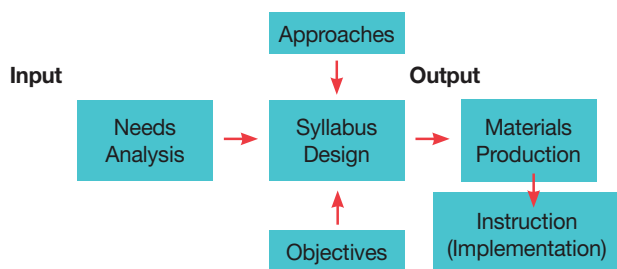 Approaches
Input
Output
Needs
Analysis
Syllabus
Design
Materials
Production
Objectives
Instruction
(Implementation)